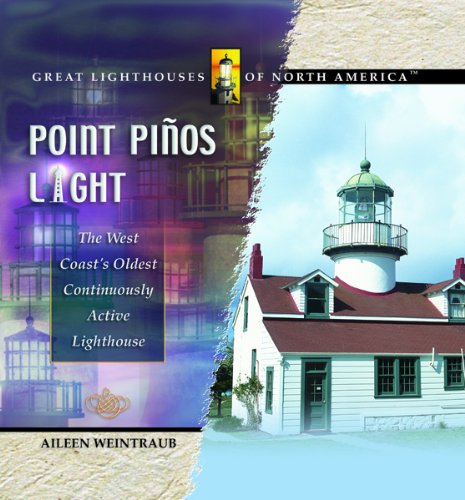 GREAT LIGHTHOUSES OF NORTH AMERICA™
POINT PIÑOS
LIGHT
The West
Coast's Oldest
Continuously
Active
Lighthouse
AILEEN WEINTRAUB